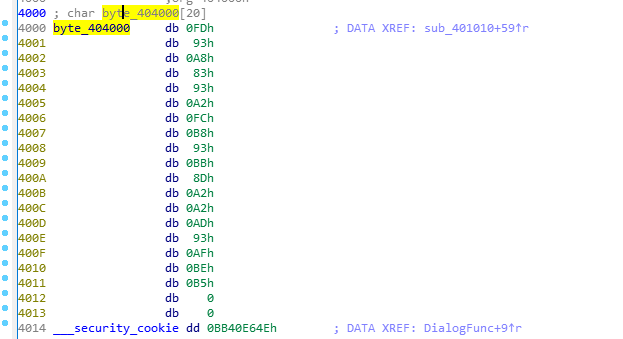 4000 ; char byte_404000[20]
4000 byte_404000 db 0FDh ; DATA XREF: sub_401010+59↑r
4001 db 93h
4002 db 0A8h
4003 db 83h
4004 db 93h
4005 db 0A2h
4006 db 0FCh
4007 db 0B8h
4008 db 93h
4009 db 0BBh
400A db 8Dh
400B db 0A2h
400C db 0A2h
400D db 0ADh
400E db 93h
400F db 0AFh
4010 db 0BEh
4011 db 0B5h
4012 db 0
4013 db 0
4014 ___security_cookie dd 0BB40E64Eh ; DATA XREF: DialogFunc+9↑r